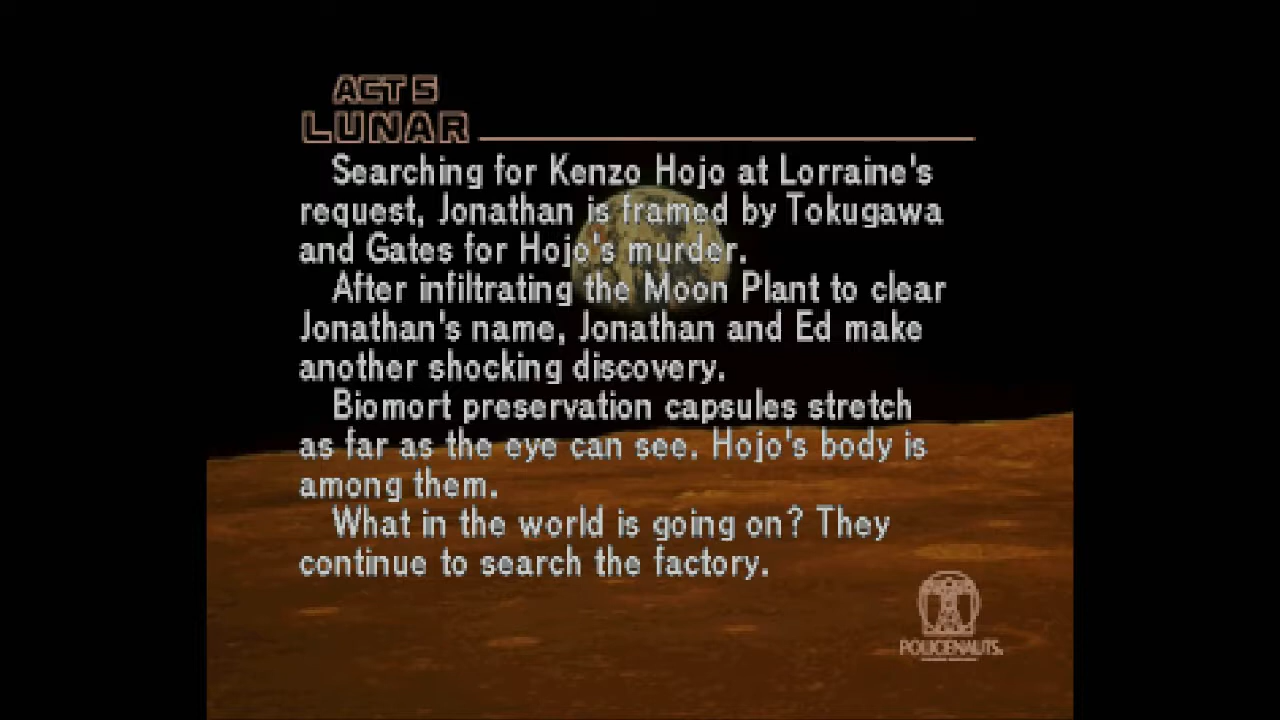 ACT 5
LUNAR
Searching for Kenzo Hojo at Lorraine's
request, Jonathan is framed by Tokugawa
and Gates for Hojo's murder.
After infiltrating the Moon Plant to clear
Jonathan's name, Jonathan and Ed make
another shocking discovery.
Biomort preservation capsules stretch
as far as the eye can see. Hojo's body is
among them.
What in the world is going on? They
continue to search the factory.
POLICENAUTS